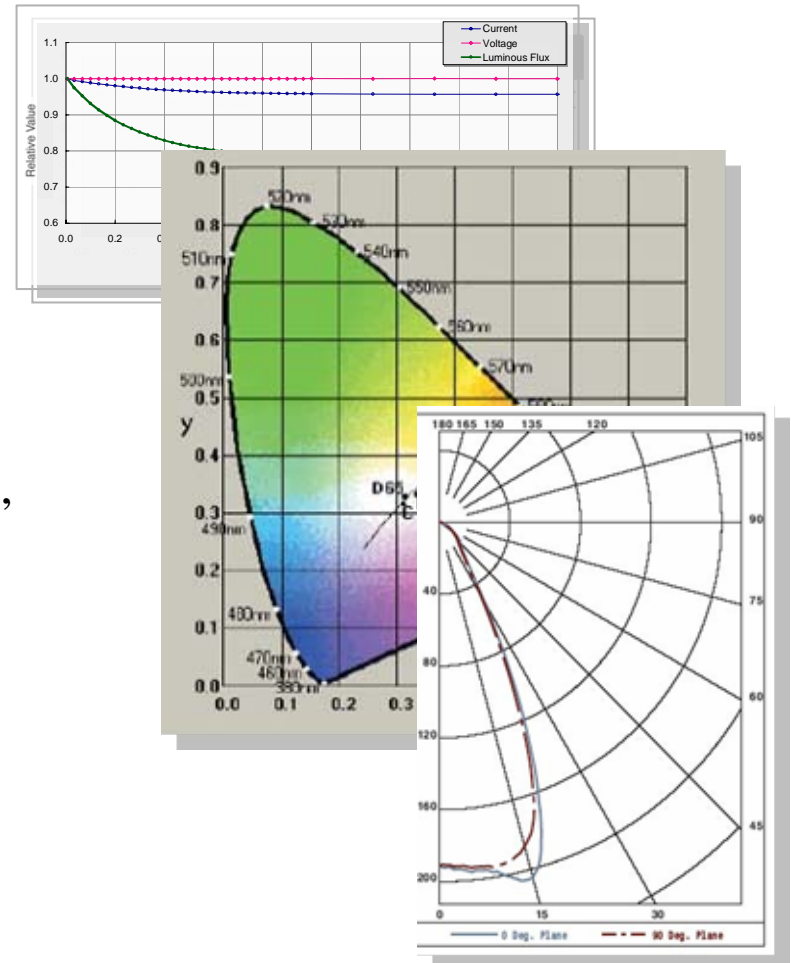 Current
Voltage
Luminous Flux
1.1
1.0
0.9
0.8
0.7
0.6
Relative Value
0.0 0.2
0.9
0.8
0.7
0.6
0.5
0.4
0.3
0.2
0.1
0.0
y
520nm
530nm
540nm
510nm
550nm
560nm
570nm
500nm
D65
E
490nm
480nm
470nm
460nm
380nm
0.0 0.1 0.2 0.3
,
180 165 150 135 120
105
90
75
60
45
40
80
120
160
200
0 15 30
0 Deg. Plane 90 Deg. Plane